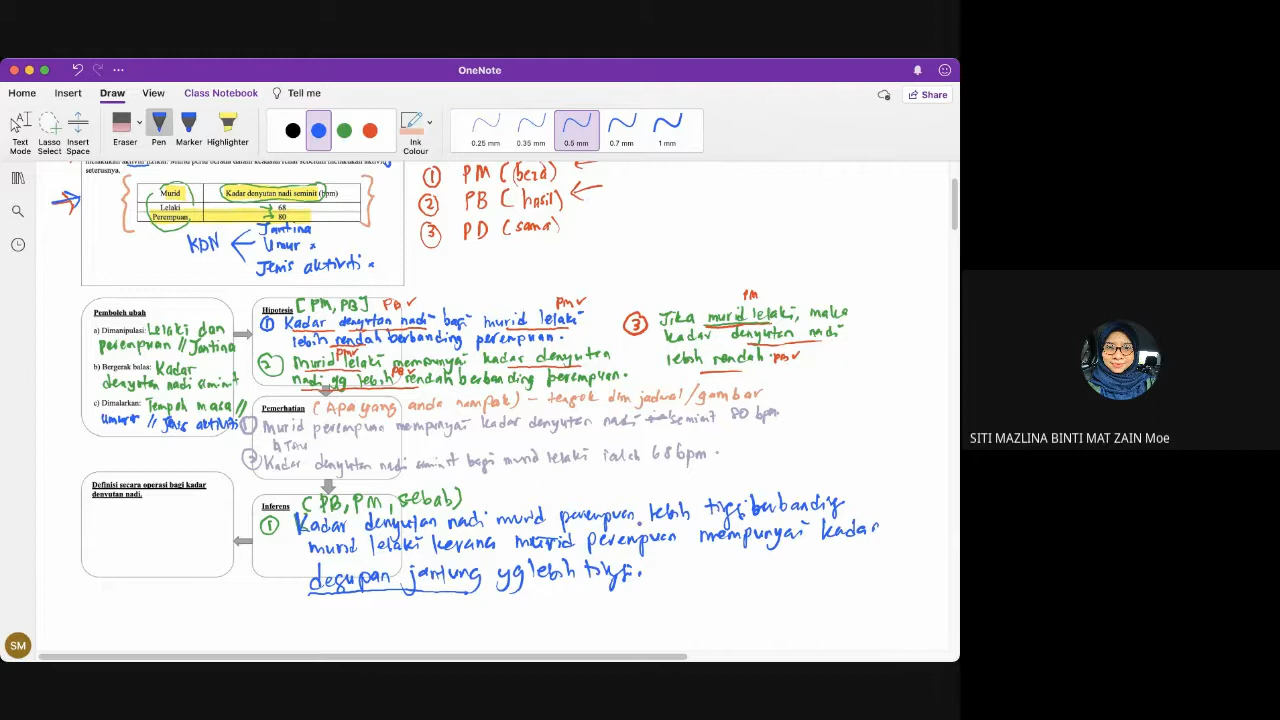 OneNote
Home Insert Draw View Class Notebook Tell me
Share
Text Mode
Lasso Select
Insert Space
Eraser
Pen
Marker
Highlighter
Ink Colour
0.25 mm 0.35 mm 0.5 mm 0.7 mm 1 mm
seterusnya.
Murid Kadar denyutan nadi seminit (bpm)
Lelaki → 68
Perempuan → 80
KDN
Jantina
Umur x
Jenis aktiviti x
1 PM (beza)
2 PB (hasil)
3 PD (sama)
Pemboleh ubah
a) Dimanipulasi: Lelaki dan
perempuan // Jantina
b) Bergerak balas: Kadar
denyutan nadi seminit
c) Dimalarkan: Tempoh masa //
umur // Jenis aktiviti
Hipotesis [PM, PB] PB ✓ PM ✓
1 Kadar denyutan nadi bagi murid lelaki
lebih rendah berbanding perempuan.
PM ✓
2 Murid lelaki mempunyai kadar denyutan
PB ✓
nadi yg lebih rendah berbanding perempuan.
PM
3 Jika murid lelaki, maka
kadar denyutan nadi
lebih rendah. PB ✓
Pemerhatian (Apa yang anda nampak) - tengok dlm jadual/gambar
1 Murid perempuan mempunyai kadar denyutan nadi seminit 80 bpm
2 Kadar denyutan nadi seminit bagi murid lelaki ialah 68 bpm.
Definisi secara operasi bagi kadar
denyutan nadi.
Inferens (PB, PM, sebab)
1 Kadar denyutan nadi murid perempuan lebih tinggi berbanding
murid lelaki kerana murid perempuan mempunyai kadar
degupan jantung yg lebih tinggi.
SM
SITI MAZLINA BINTI MAT ZAIN Moe